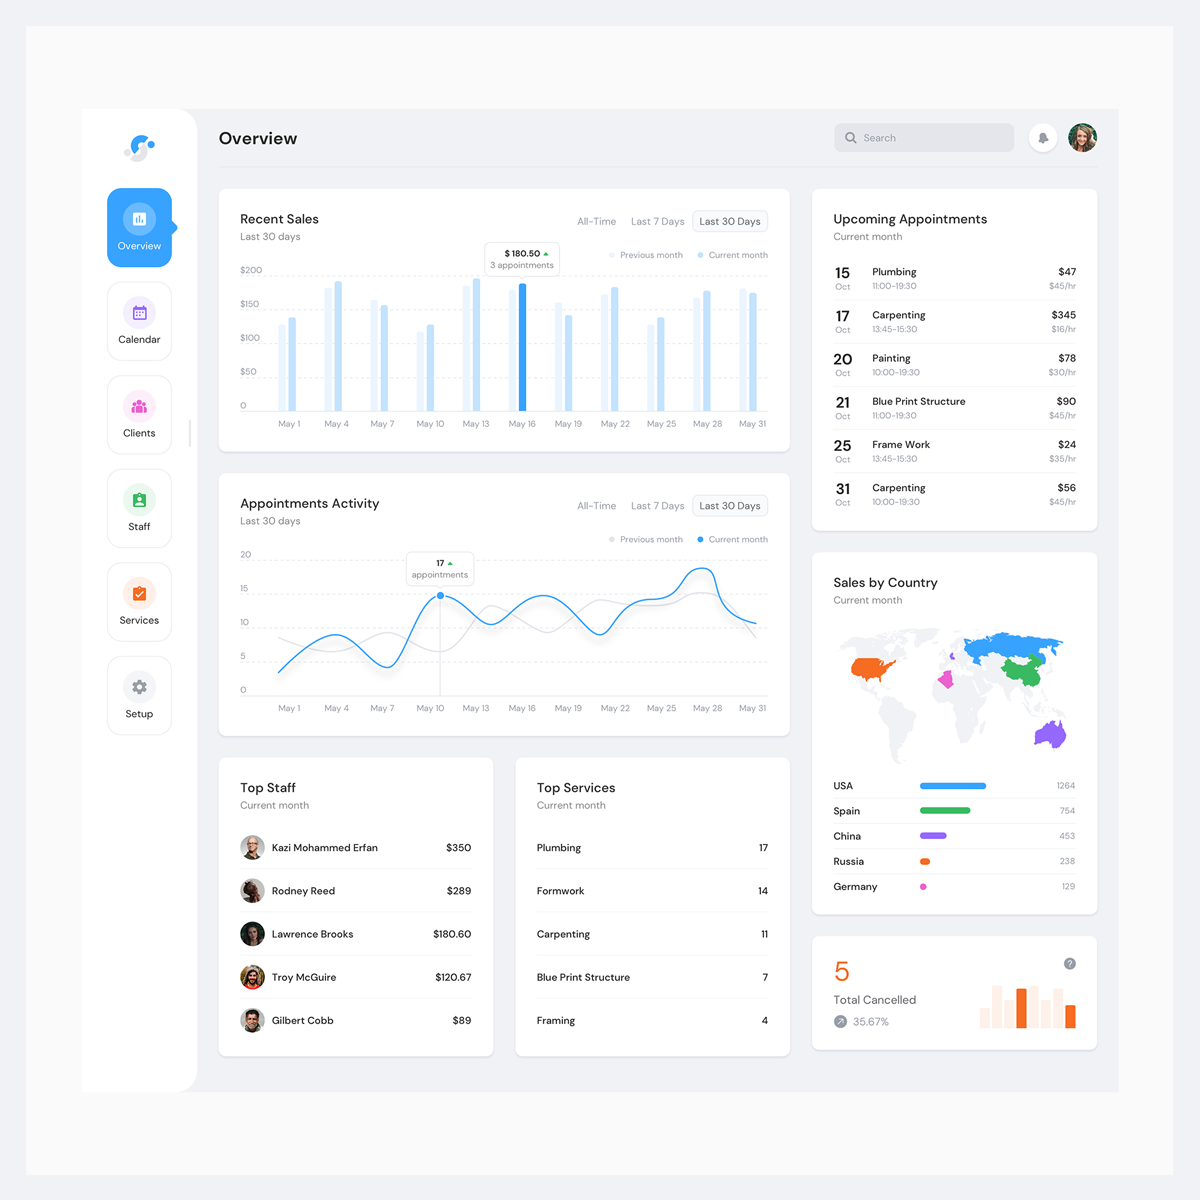 Overview
Search
Overview
Calendar
Clients
Staff
Services
Setup
Recent Sales
Last 30 days
All-Time Last 7 Days Last 30 Days
Previous month Current month
$ 180.50
3 appointments
$200
$150
$100
$50
0
May 1 May 4 May 7 May 10 May 13 May 16 May 19 May 22 May 25 May 28 May 31
Appointments Activity
Last 30 days
All-Time Last 7 Days Last 30 Days
Previous month Current month
17
appointments
20
15
10
5
0
May 1 May 4 May 7 May 10 May 13 May 16 May 19 May 22 May 25 May 28 May 31
Top Staff
Current month
Kazi Mohammed Erfan $350
Rodney Reed $289
Lawrence Brooks $180.60
Troy McGuire $120.67
Gilbert Cobb $89
Top Services
Current month
Plumbing 17
Formwork 14
Carpenting 11
Blue Print Structure 7
Framing 4
Upcoming Appointments
Current month
15 Plumbing $47
Oct 11:00-19:30 $45/hr
17 Carpenting $345
Oct 13:45-15:30 $16/hr
20 Painting $78
Oct 10:00-19:30 $30/hr
21 Blue Print Structure $90
Oct 11:00-19:30 $45/hr
25 Frame Work $24
Oct 13:45-15:30 $35/hr
31 Carpenting $56
Oct 10:00-19:30 $45/hr
Sales by Country
Current month
USA 1264
Spain 754
China 453
Russia 238
Germany 129
5
?
Total Cancelled
35.67%